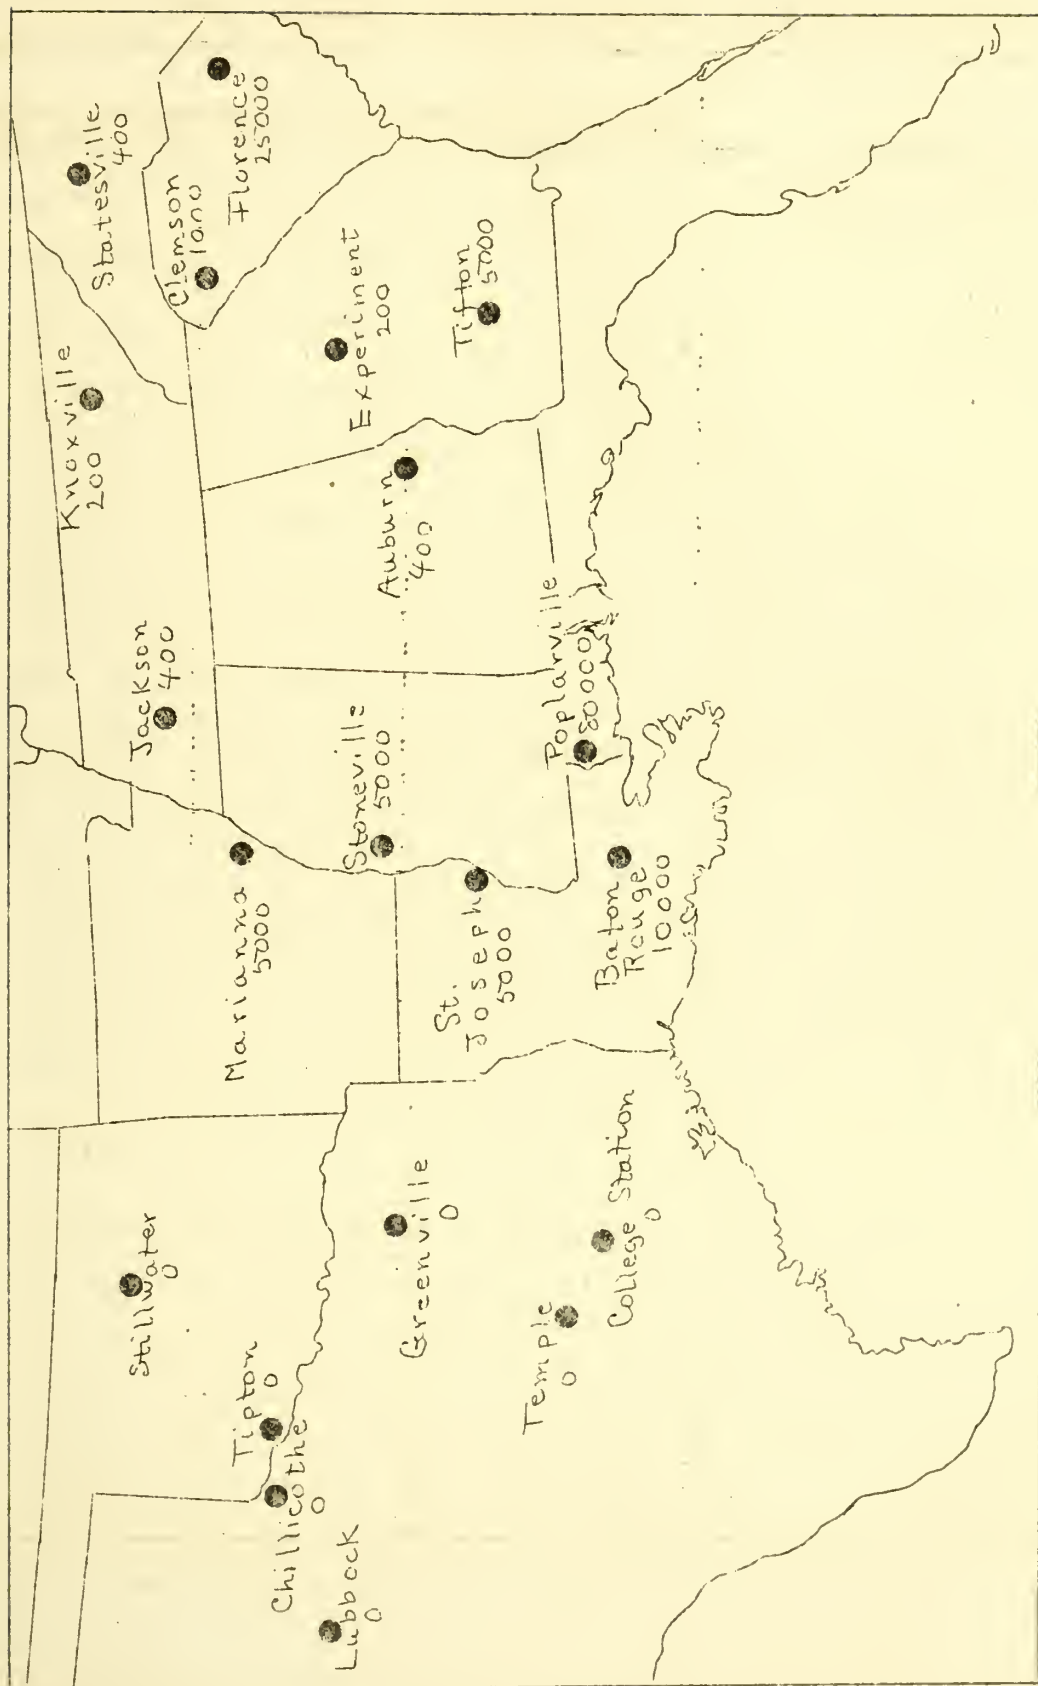 Knoxville
200
Statesville
400
Stillwater
0
Jackson
400
Clemson
1000
Florence
25000
Marianna
5000
Tipton
0
Chillicothe
0
Lubbock
0
Experiment
200
Stoneville
5000
Auburn
400
Greenville
0
St.
Joseph
5000
Tifton
5000
Temple
0
Poplarville
80000
Baton
Rouge
10000
College Station
0